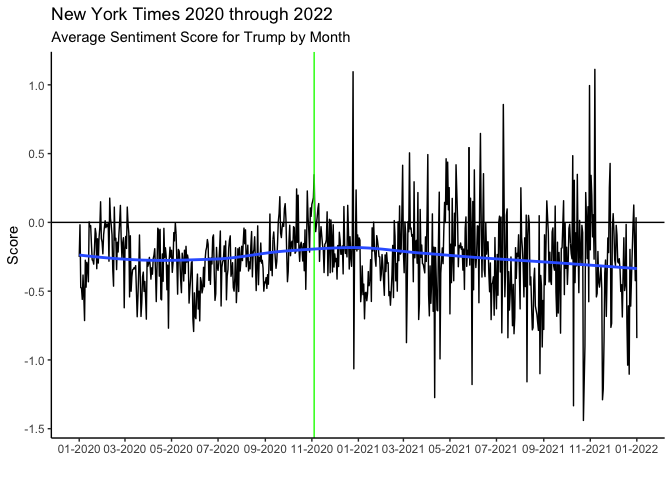 New York Times 2020 through 2022
Average Sentiment Score for Trump by Month
1.0
0.5
0.0
-0.5
-1.0
-1.5
Score
01-2020 03-2020 05-2020 07-2020 09-2020 11-2020 01-2021 03-2021 05-2021 07-2021 09-2021 11-2021 01-2022